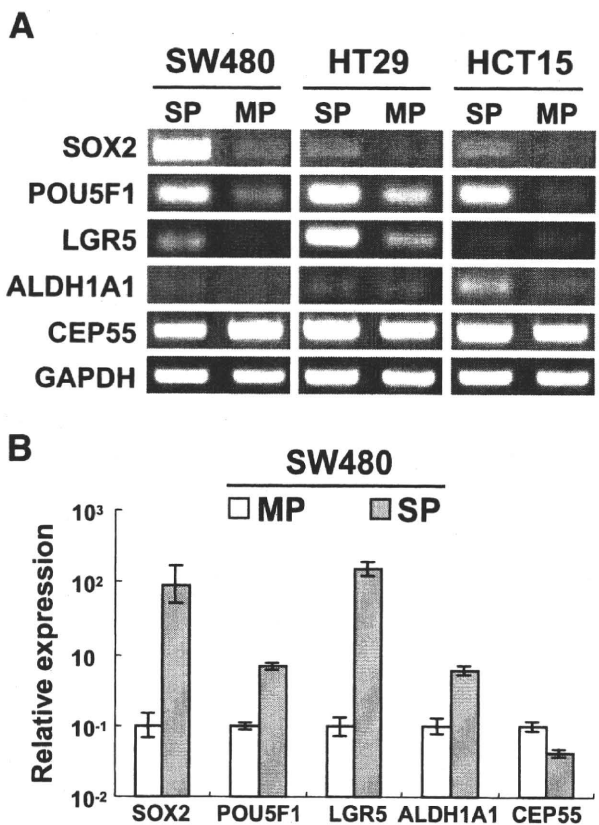 A
SW480 HT29 HCT15
SP MP SP MP SP MP
SOX2
POU5F1
LGR5
ALDH1A1
CEP55
GAPDH
B
SW480
MP SP
Relative expression
10³
10²
10
10⁻¹
10⁻²
SOX2 POU5F1 LGR5 ALDH1A1 CEP55